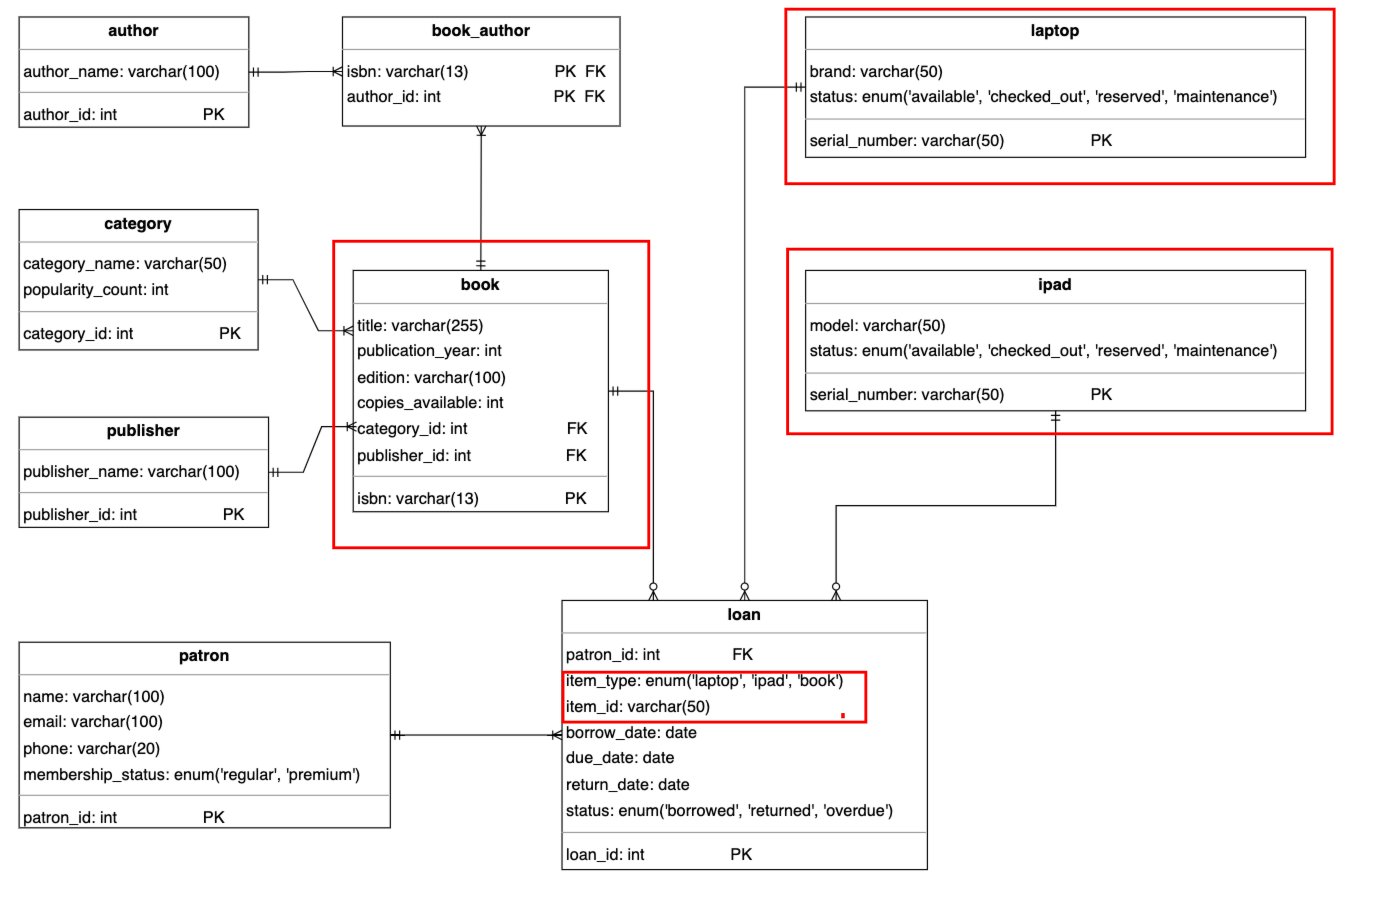 author
author_name: varchar(100)
author_id: int PK
book_author
isbn: varchar(13) PK FK
author_id: int PK FK
laptop
brand: varchar(50)
status: enum('available', 'checked_out', 'reserved', 'maintenance')
serial_number: varchar(50) PK
category
category_name: varchar(50)
popularity_count: int
category_id: int PK
book
title: varchar(255)
publication_year: int
edition: varchar(100)
copies_available: int
category_id: int FK
publisher_id: int FK
isbn: varchar(13) PK
ipad
model: varchar(50)
status: enum('available', 'checked_out', 'reserved', 'maintenance')
serial_number: varchar(50) PK
publisher
publisher_name: varchar(100)
publisher_id: int PK
patron
name: varchar(100)
email: varchar(100)
phone: varchar(20)
membership_status: enum('regular', 'premium')
patron_id: int PK
loan
patron_id: int FK
item_type: enum('laptop', 'ipad', 'book')
item_id: varchar(50)
borrow_date: date
due_date: date
return_date: date
status: enum('borrowed', 'returned', 'overdue')
loan_id: int PK